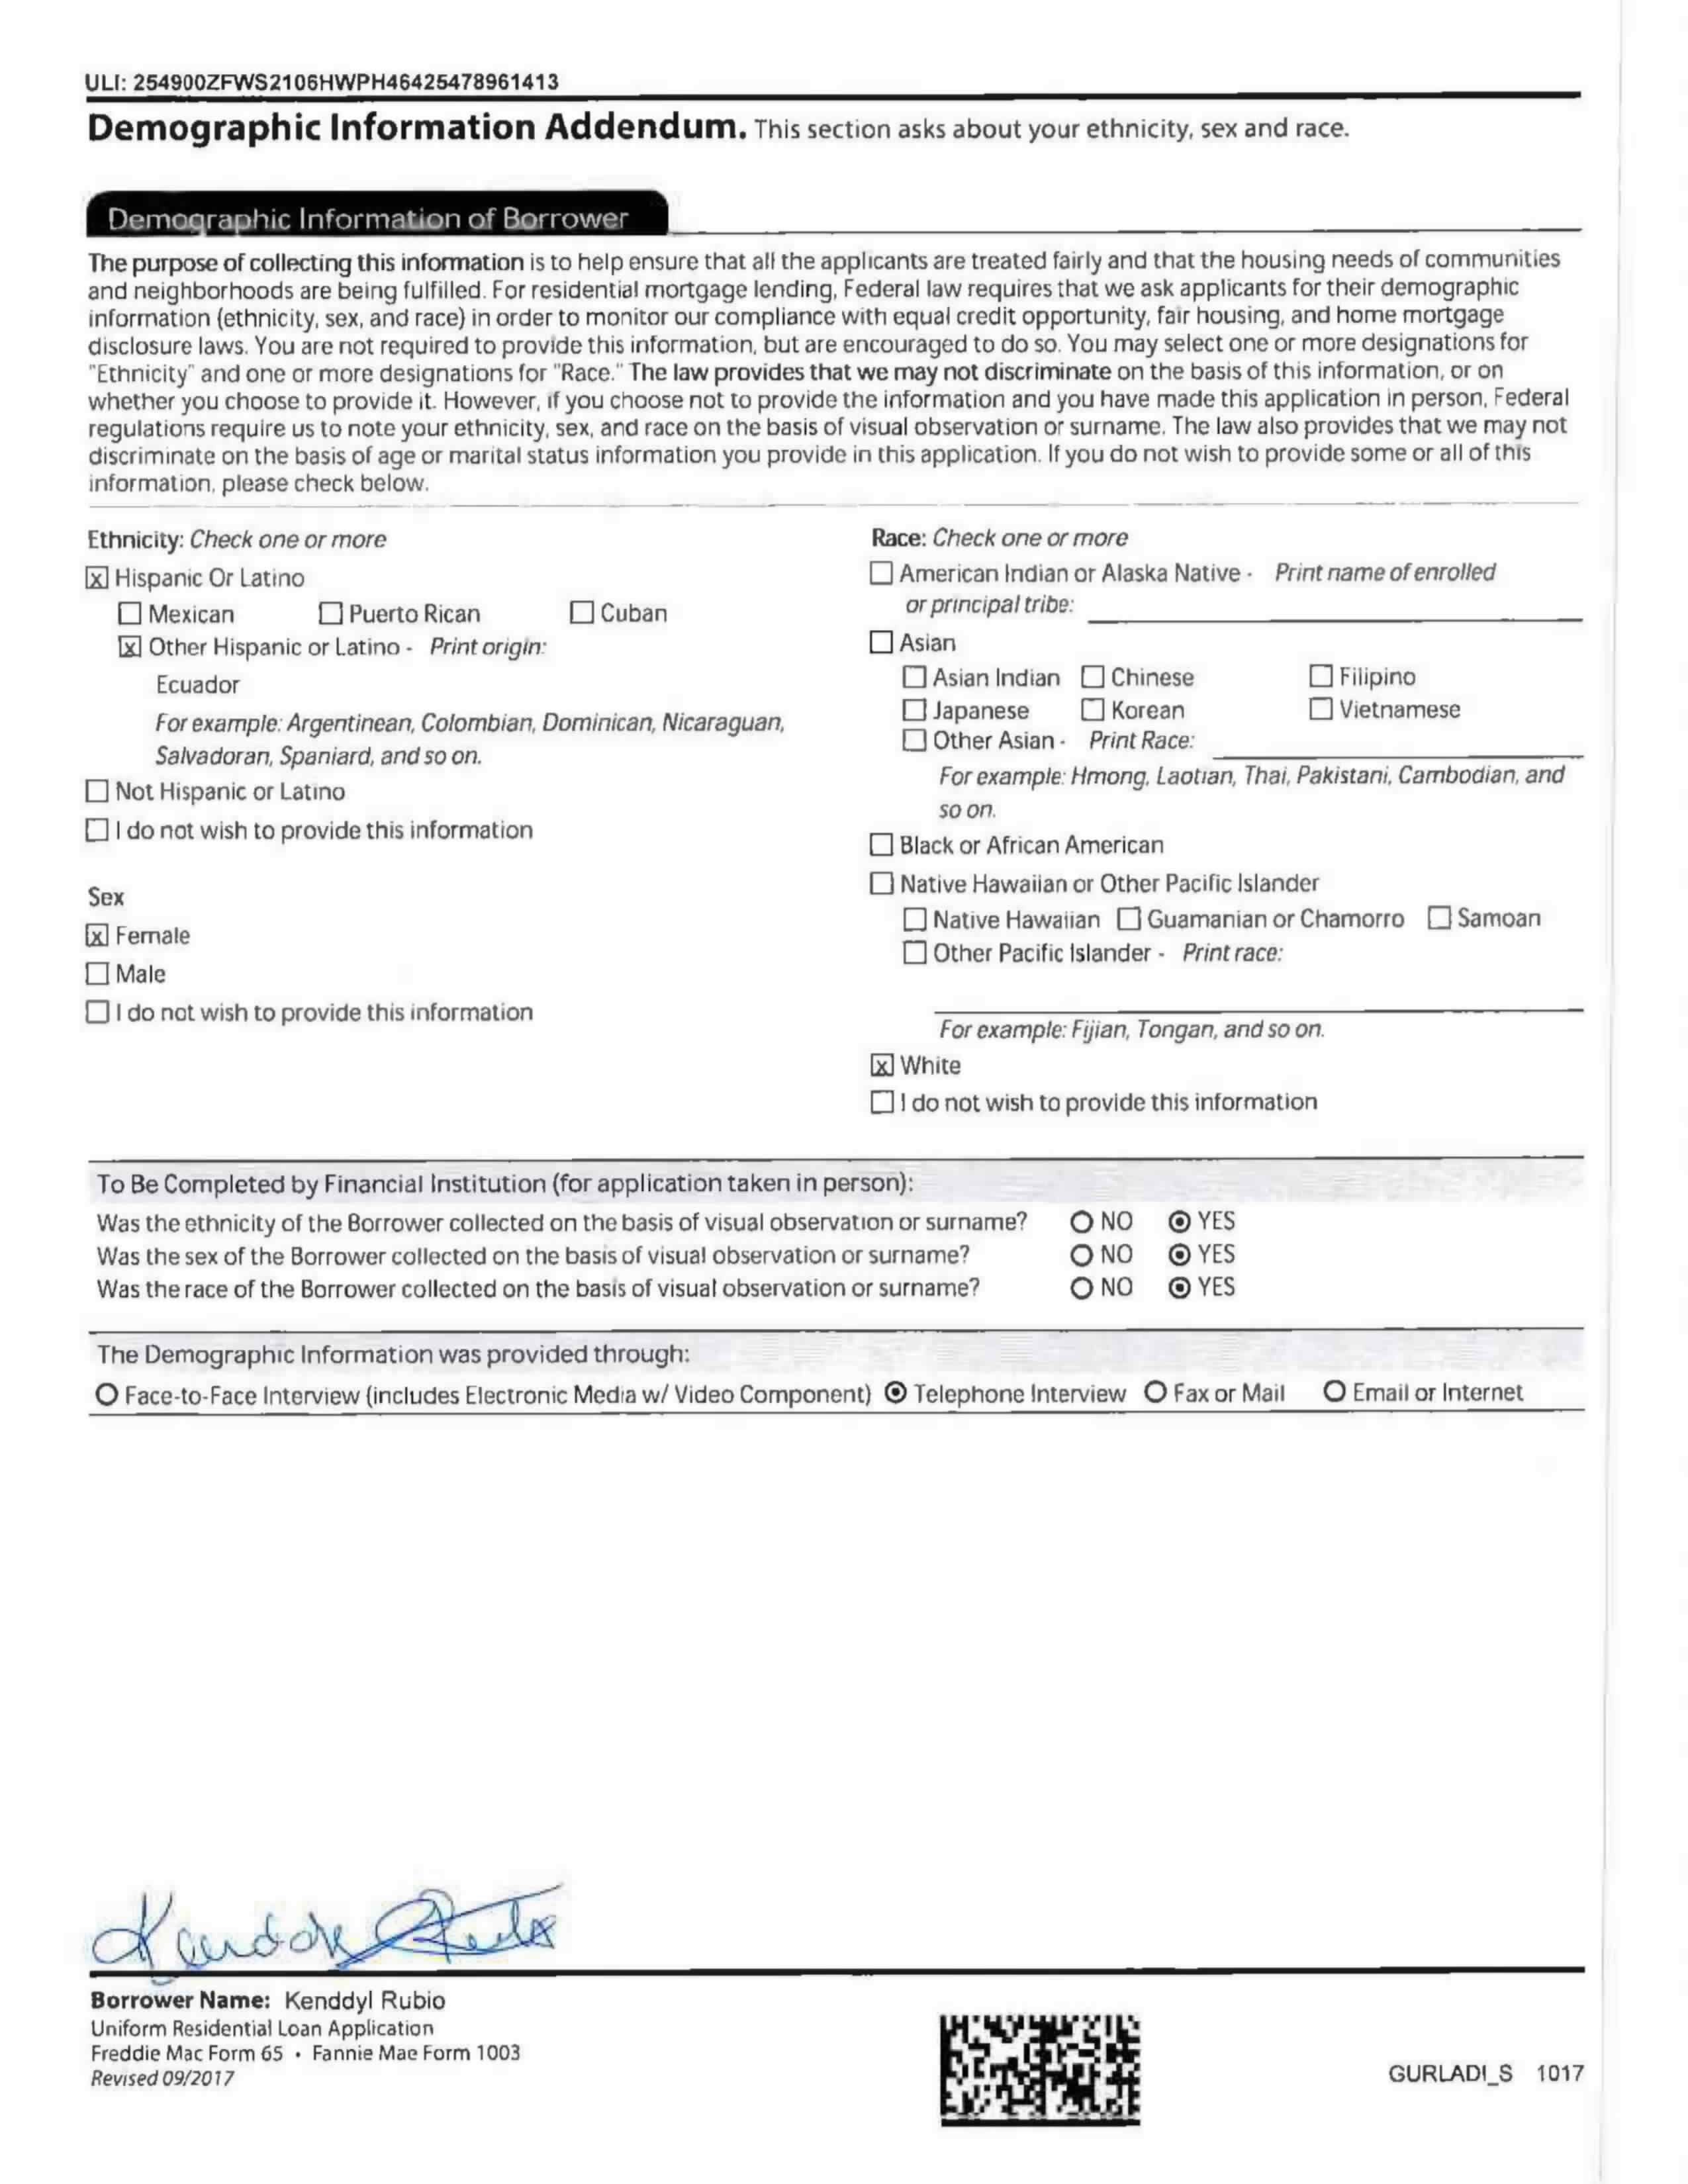 ULI: 254900ZFWS2106HWPH46425478961413
Demographic Information Addendum. This section asks about your ethnicity, sex and race.
Demographic Information of Borrower
The purpose of collecting this information is to help ensure that all the applicants are treated fairly and that the housing needs of communities
and neighborhoods are being fulfilled. For residential mortgage lending, Federal law requires that we ask applicants for their demographic
information (ethnicity, sex, and race) in order to monitor our compliance with equal credit opportunity, fair housing, and home mortgage
disclosure laws. You are not required to provide this information, but are encouraged to do so. You may select one or more designations for
"Ethnicity" and one or more designations for "Race." The law provides that we may not discriminate on the basis of this information, or on
whether you choose to provide it. However, if you choose not to provide the information and you have made this application in person, Federal
regulations require us to note your ethnicity, sex, and race on the basis of visual observation or surname. The law also provides that we may not
discriminate on the basis of age or marital status information you provide in this application. If you do not wish to provide some or all of this
information, please check below.
Ethnicity: Check one or more
[x] Hispanic Or Latino
☐ Mexican ☐ Puerto Rican ☐ Cuban
[x] Other Hispanic or Latino - Print origin:
Ecuador
For example: Argentinean, Colombian, Dominican, Nicaraguan,
Salvadoran, Spaniard, and so on.
☐ Not Hispanic or Latino
☐ I do not wish to provide this information
Sex
[x] Female
☐ Male
☐ I do not wish to provide this information
Race: Check one or more
☐ American Indian or Alaska Native - Print name of enrolled
or principal tribe:
☐ Asian
☐ Asian Indian ☐ Chinese ☐ Filipino
☐ Japanese ☐ Korean ☐ Vietnamese
☐ Other Asian - Print Race:
For example: Hmong, Laotian, Thai, Pakistani, Cambodian, and
so on.
☐ Black or African American
☐ Native Hawaiian or Other Pacific Islander
☐ Native Hawaiian ☐ Guamanian or Chamorro ☐ Samoan
☐ Other Pacific Islander - Print race:
For example: Fijian, Tongan, and so on.
[x] White
☐ I do not wish to provide this information
To Be Completed by Financial Institution (for application taken in person):
Was the ethnicity of the Borrower collected on the basis of visual observation or surname? ○ NO ◉ YES
Was the sex of the Borrower collected on the basis of visual observation or surname? ○ NO ◉ YES
Was the race of the Borrower collected on the basis of visual observation or surname? ○ NO ◉ YES
The Demographic Information was provided through:
○ Face-to-Face Interview (includes Electronic Media w/ Video Component) ◉ Telephone Interview ○ Fax or Mail ○ Email or Internet
Borrower Name: Kenddyl Rubio
Uniform Residential Loan Application
Freddie Mac Form 65 • Fannie Mae Form 1003
Revised 09/2017
GURLADI_S 1017